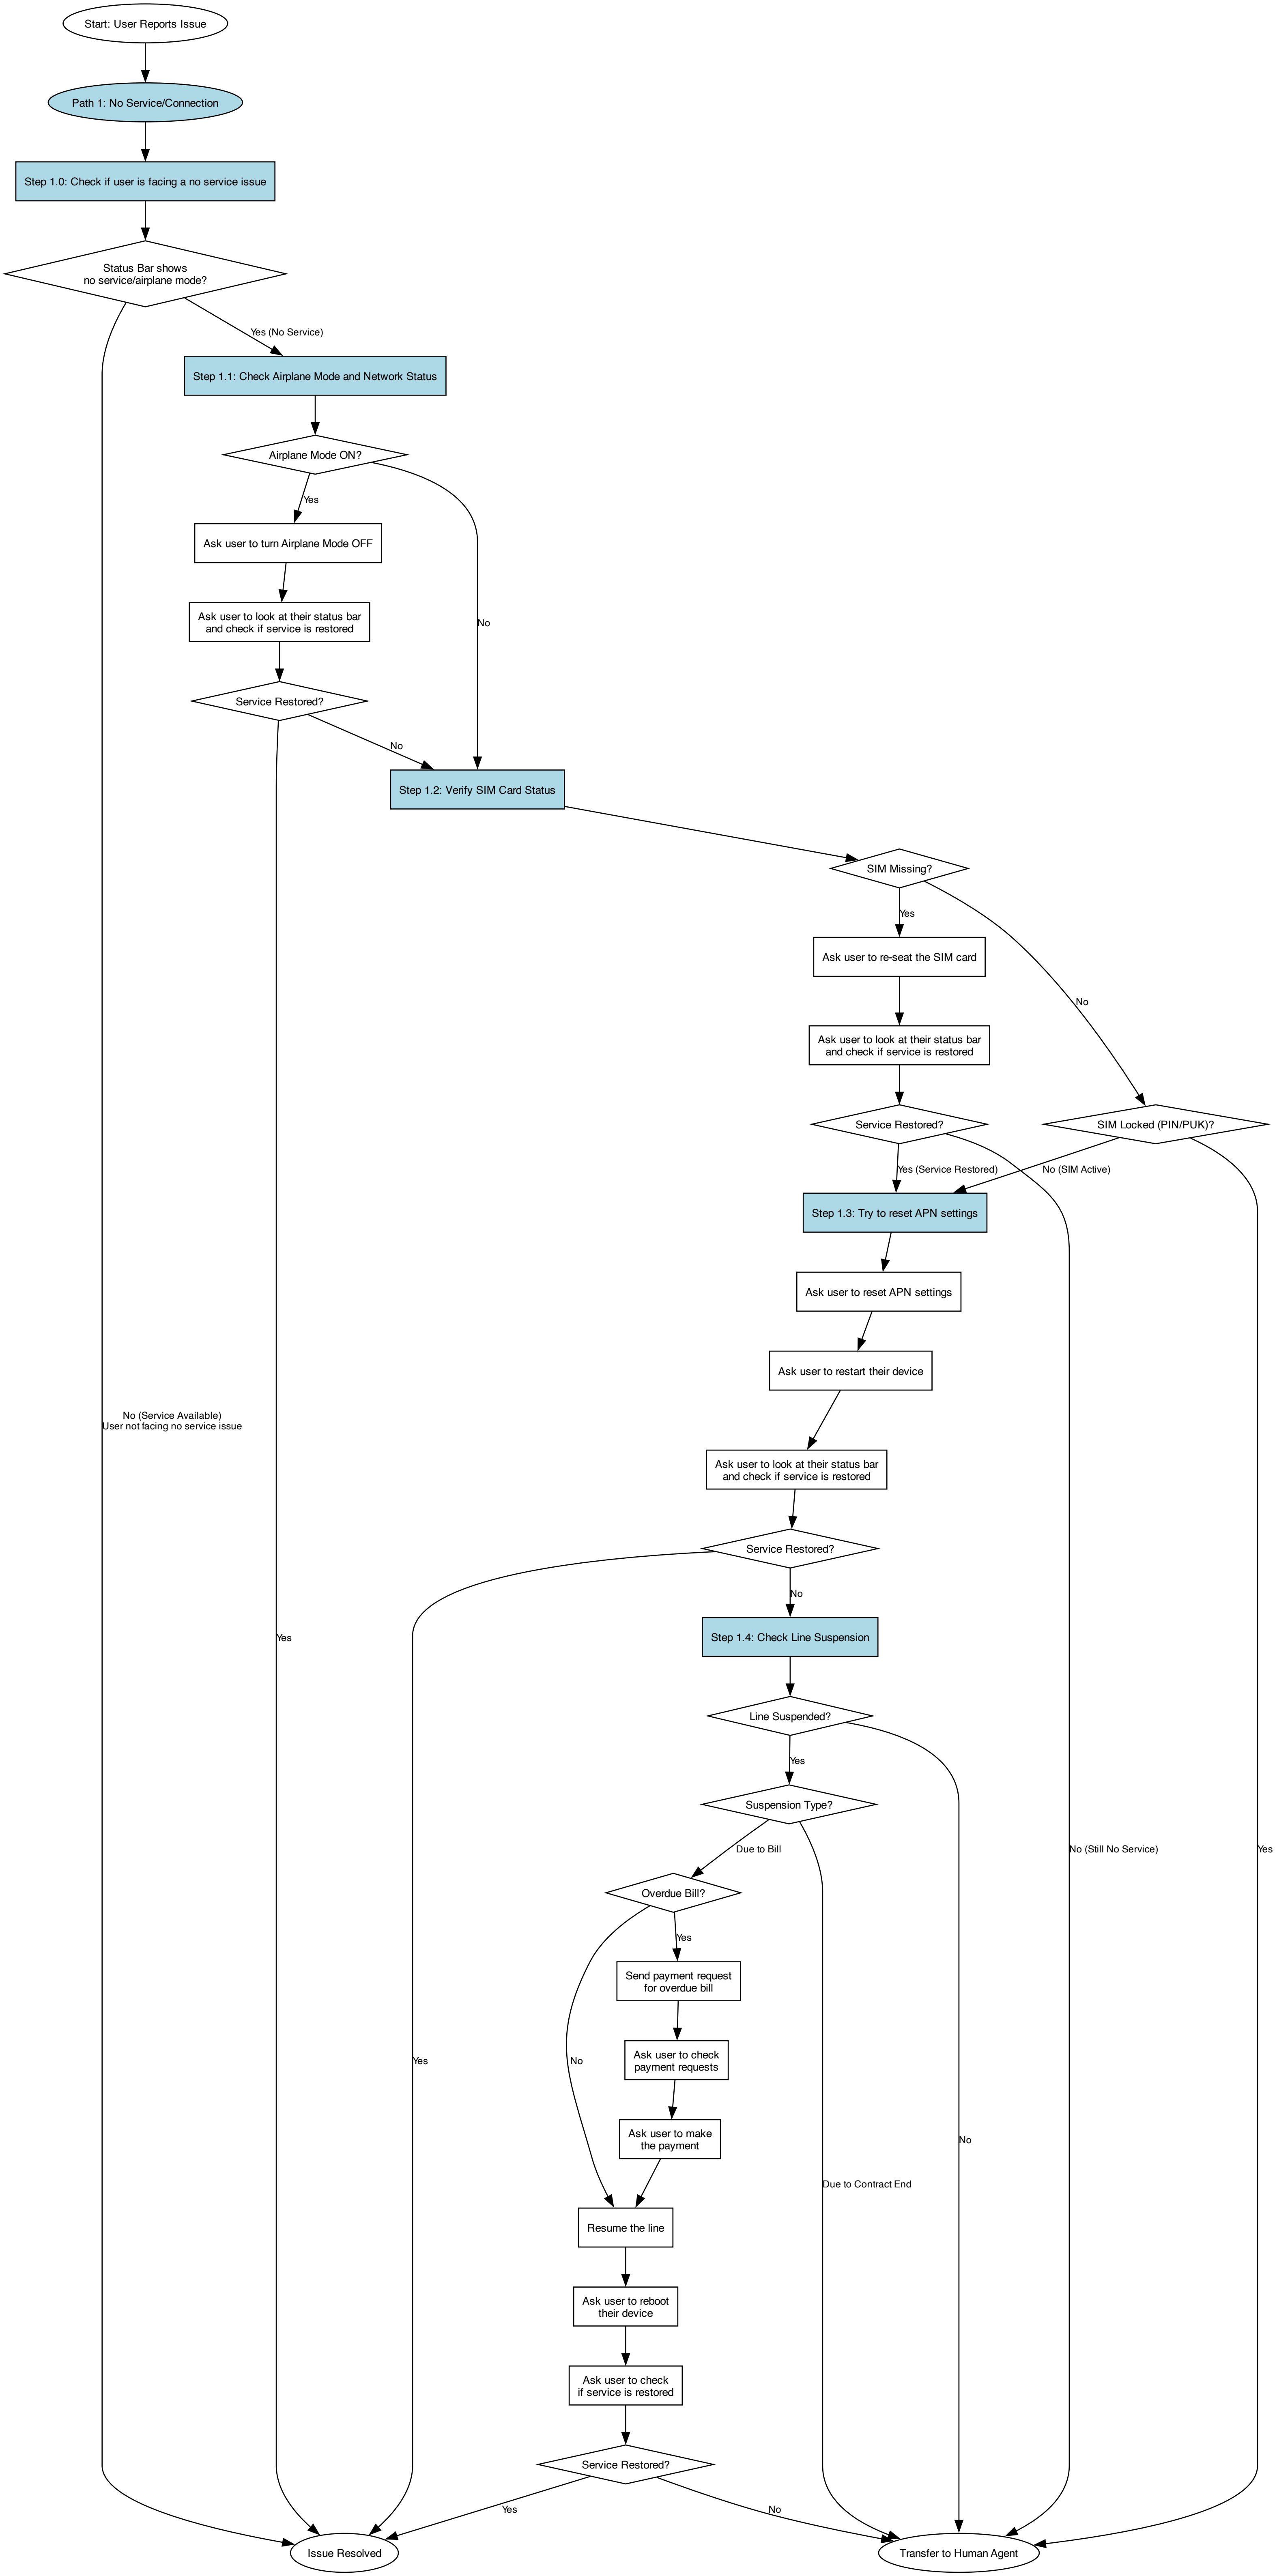 Start: User Reports Issue
Path 1: No Service/Connection
Step 1.0: Check if user is facing a no service issue
Status Bar shows
no service/airplane mode?
Yes (No Service)
Step 1.1: Check Airplane Mode and Network Status
Airplane Mode ON?
Yes
Ask user to turn Airplane Mode OFF
Ask user to look at their status bar
and check if service is restored
No
Service Restored?
No
Step 1.2: Verify SIM Card Status
SIM Missing?
Yes
Ask user to re-seat the SIM card
No
Ask user to look at their status bar
and check if service is restored
Service Restored?
SIM Locked (PIN/PUK)?
Yes (Service Restored)
No (SIM Active)
Step 1.3: Try to reset APN settings
Ask user to reset APN settings
Ask user to restart their device
No (Service Available)
User not facing no service issue
Ask user to look at their status bar
and check if service is restored
Service Restored?
No
Yes
Step 1.4: Check Line Suspension
Line Suspended?
Yes
Suspension Type?
Due to Bill
No (Still No Service)
Yes
Overdue Bill?
Yes
Send payment request
for overdue bill
Yes
No
Ask user to check
payment requests
Ask user to make
the payment
No
Due to Contract End
Resume the line
Ask user to reboot
their device
Ask user to check
if service is restored
Service Restored?
Yes
No
Issue Resolved
Transfer to Human Agent